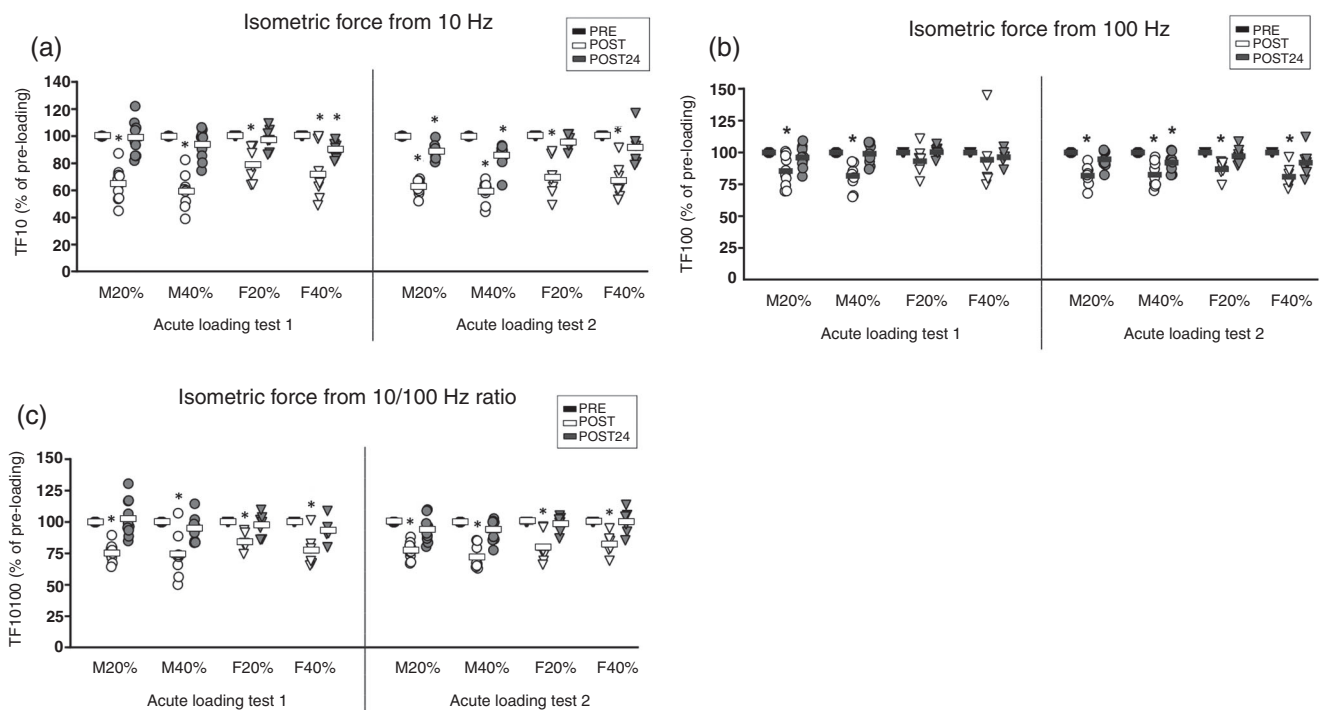 Isometric force from 10 Hz
(a)
PRE
POST
POST24
TF10 (% of pre-loading)
140
120
100
80
60
40
20
0
* * * * * * * * * * *
M20% M40% F20% F40% M20% M40% F20% F40%
Acute loading test 1 Acute loading test 2
Isometric force from 100 Hz
(b)
PRE
POST
POST24
TF100 (% of pre-loading)
150
125
100
75
50
25
0
* * * * * * *
M20% M40% F20% F40% M20% M40% F20% F40%
Acute loading test 1 Acute loading test 2
Isometric force from 10/100 Hz ratio
(c)
PRE
POST
POST24
TF10100 (% of pre-loading)
150
125
100
75
50
25
0
* * * * * * * *
M20% M40% F20% F40% M20% M40% F20% F40%
Acute loading test 1 Acute loading test 2